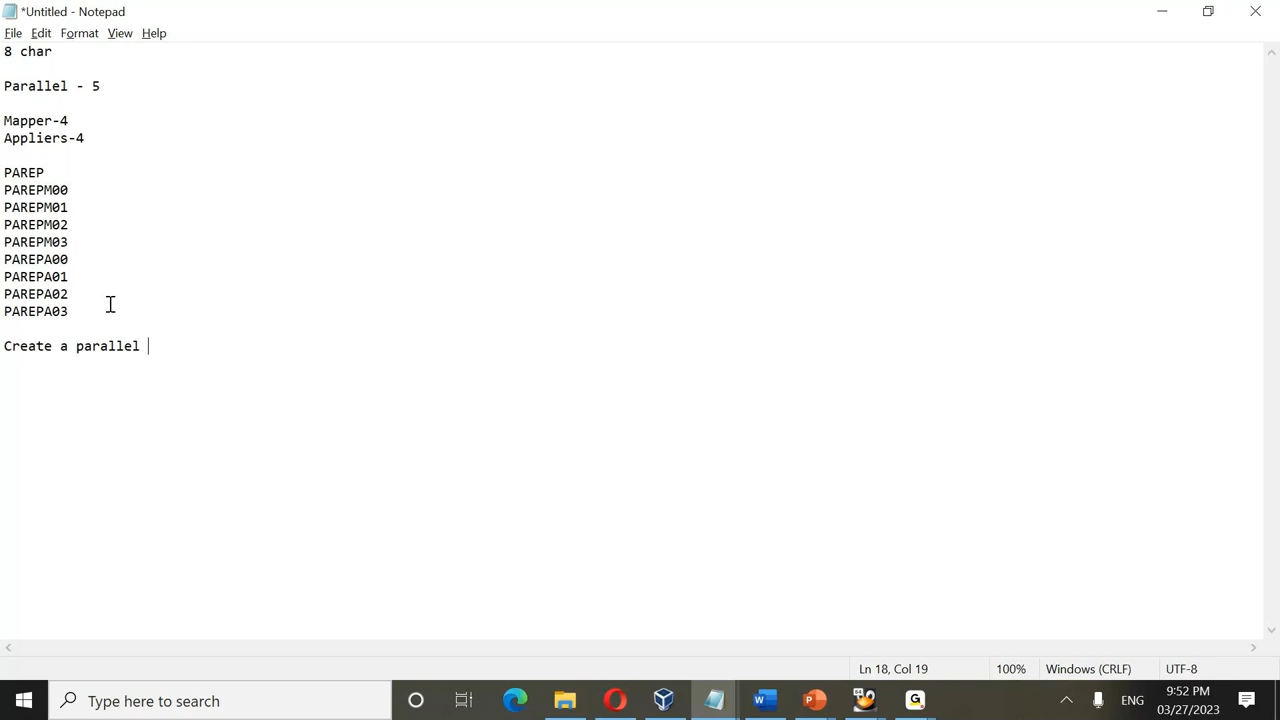 *Untitled - Notepad
File Edit Format View Help
8 char
Parallel - 5
Mapper-4
Appliers-4
PAREP
PAREPM00
PAREPM01
PAREPM02
PAREPM03
PAREPA00
PAREPA01
PAREPA02
PAREPA03
Create a parallel
Ln 18, Col 19 100% Windows (CRLF) UTF-8
Type here to search
ENG
9:52 PM
03/27/2023